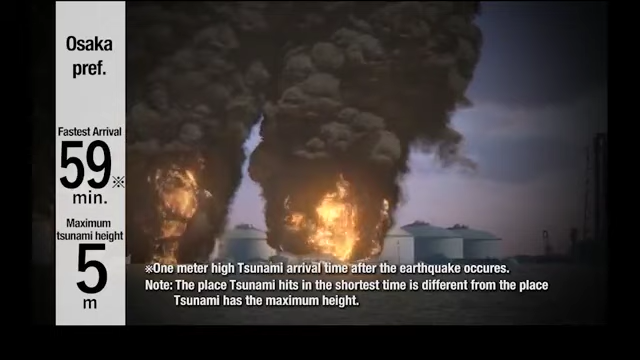 Osaka
pref.
Fastest Arrival
59※
min.
Maximum
tsunami height
5
m
※One meter high Tsunami arrival time after the earthquake occures.
Note: The place Tsunami hits in the shortest time is different from the place
Tsunami has the maximum height.